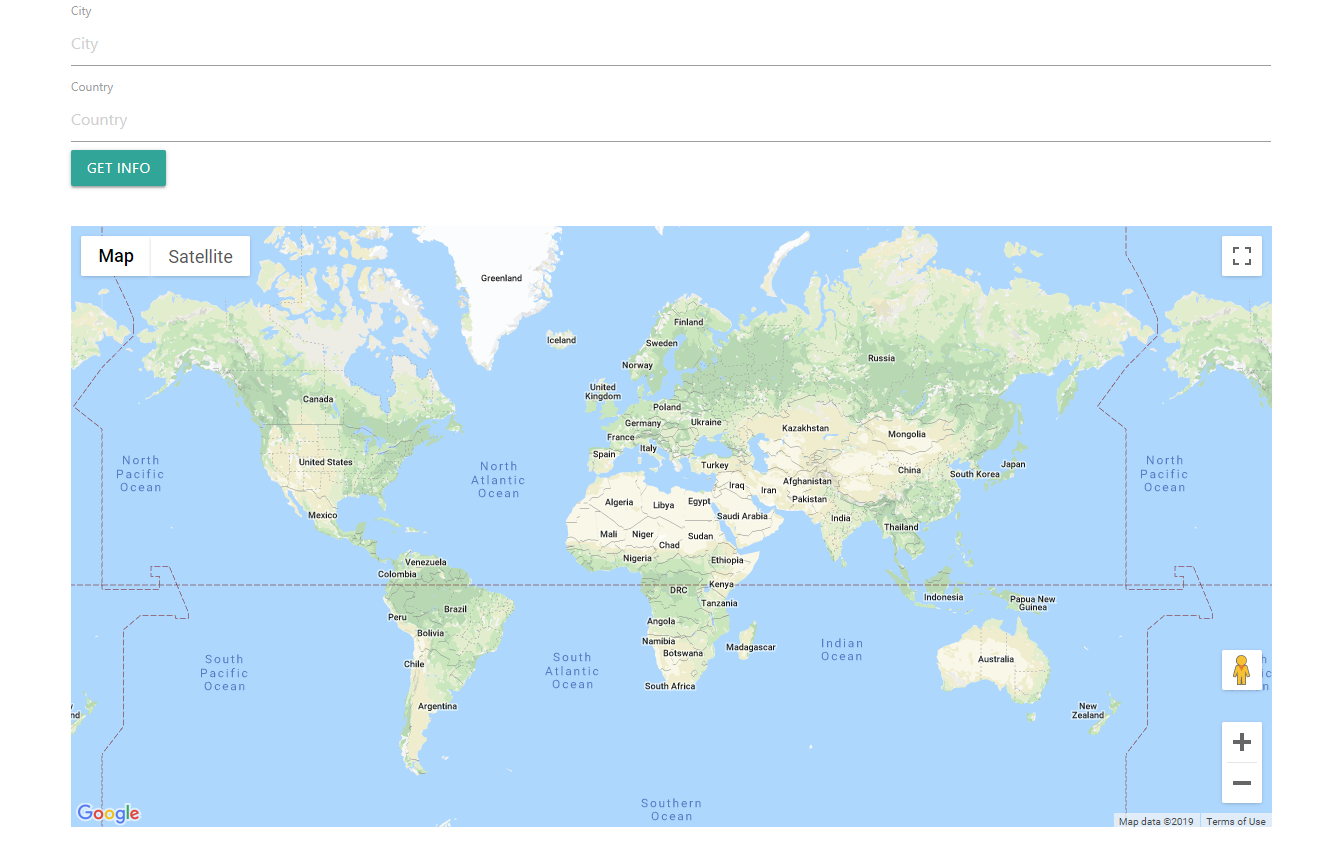 City
City
Country
Country
GET INFO
Map
Satellite
Greenland
Iceland
Finland
Sweden
Norway
Russia
United
Kingdom
Canada
Poland
Germany
Ukraine
France
Kazakhstan
Mongolia
Italy
Spain
North
Pacific
Ocean
United States
North
Atlantic
Ocean
Turkey
China
South Korea
Japan
North
Pacific
Ocean
Iraq
Iran
Afghanistan
Pakistan
Algeria
Libya
Egypt
Saudi Arabia
Mexico
India
Thailand
Mali
Niger
Chad
Sudan
Nigeria
Ethiopia
Venezuela
Colombia
DRC
Kenya
Tanzania
Indonesia
Papua New
Guinea
Peru
Brazil
Bolivia
Angola
Namibia
Botswana
Madagascar
Indian
Ocean
South
Pacific
Ocean
South
Atlantic
Ocean
Chile
Australia
South Africa
Argentina
New
Zealand
nd
h
ic
n
Southern
Ocean
Google
Map data ©2019
Terms of Use